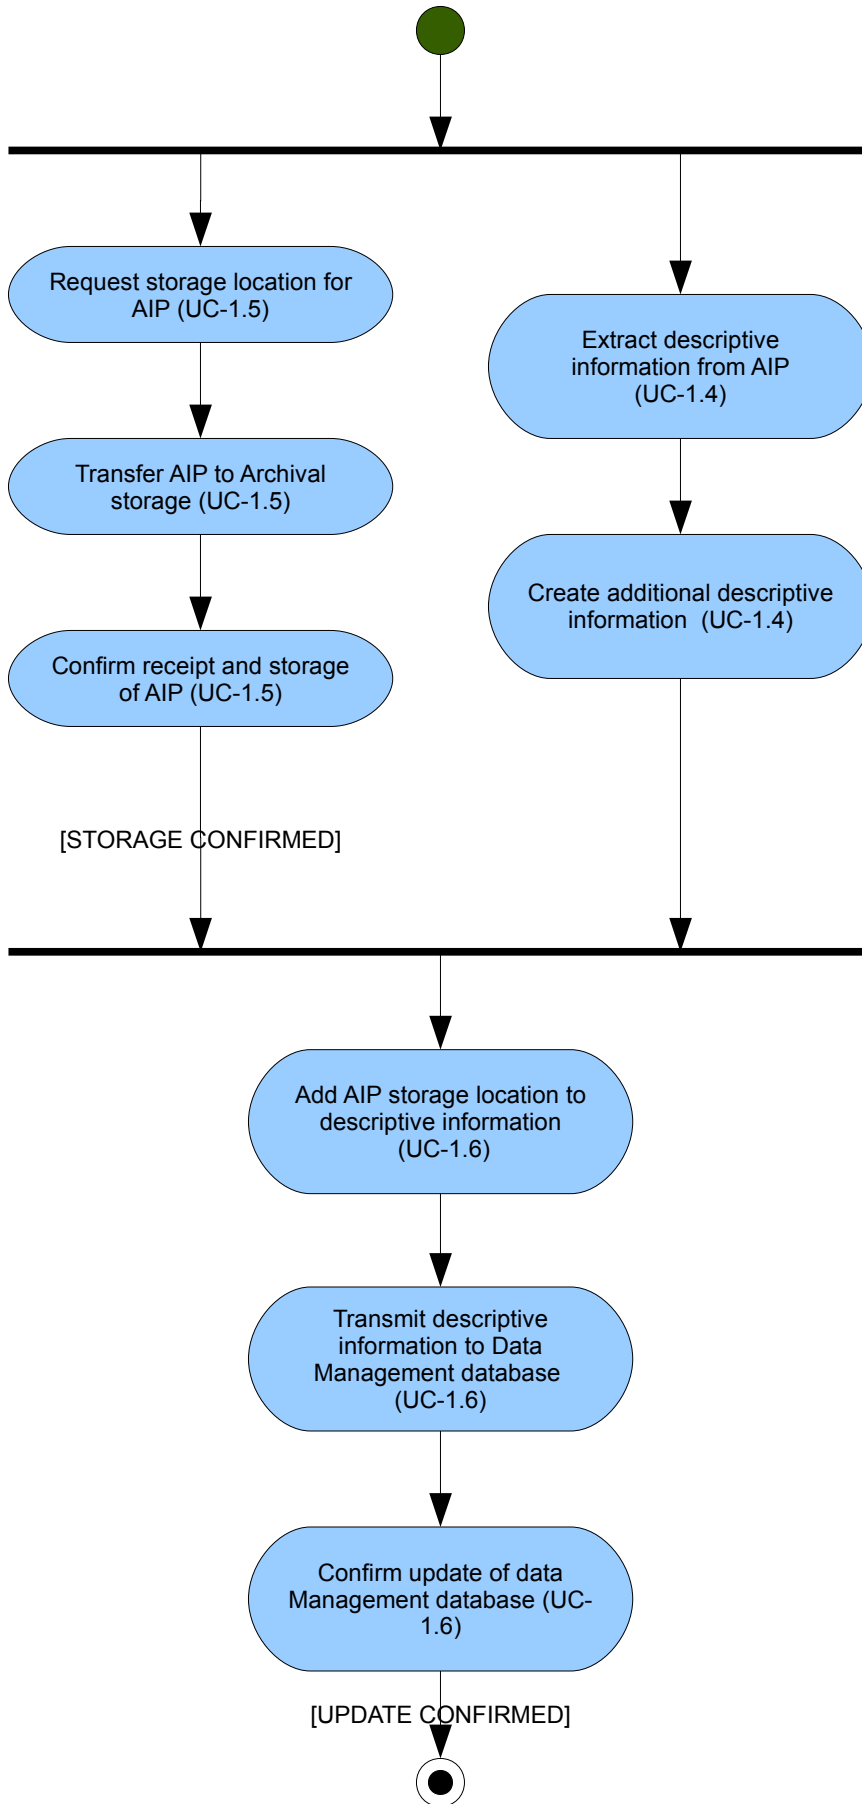 Request storage location for
AIP (UC-1.5)
Transfer AIP to Archival
storage (UC-1.5)
Confirm receipt and storage
of AIP (UC-1.5)
[STORAGE CONFIRMED]
Extract descriptive
information from AIP
(UC-1.4)
Create additional descriptive
information  (UC-1.4)
Add AIP storage location to
descriptive information
(UC-1.6)
Transmit descriptive
information to Data
Management database
(UC-1.6)
Confirm update of data
Management database (UC-
1.6)
[UPDATE CONFIRMED]